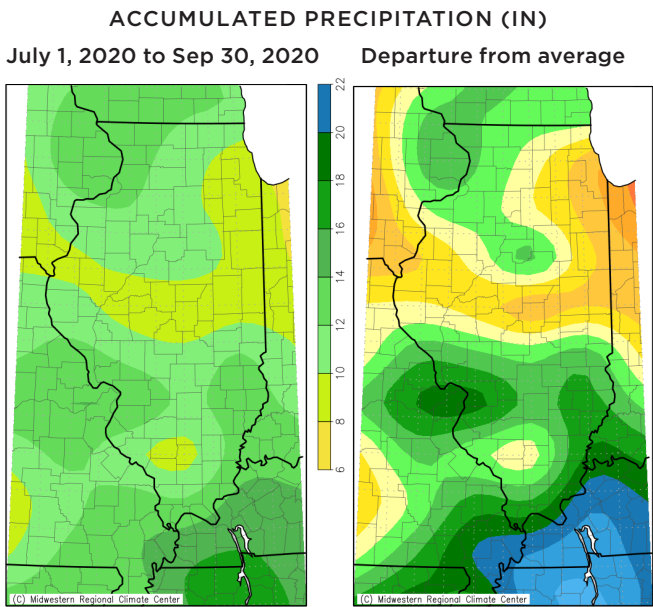 ACCUMULATED PRECIPITATION (IN)
July 1, 2020 to Sep 30, 2020
Departure from average
22
20
18
16
14
12
10
8
6
(C) Midwestern Regional Climate Center
(C) Midwestern Regional Climate Center